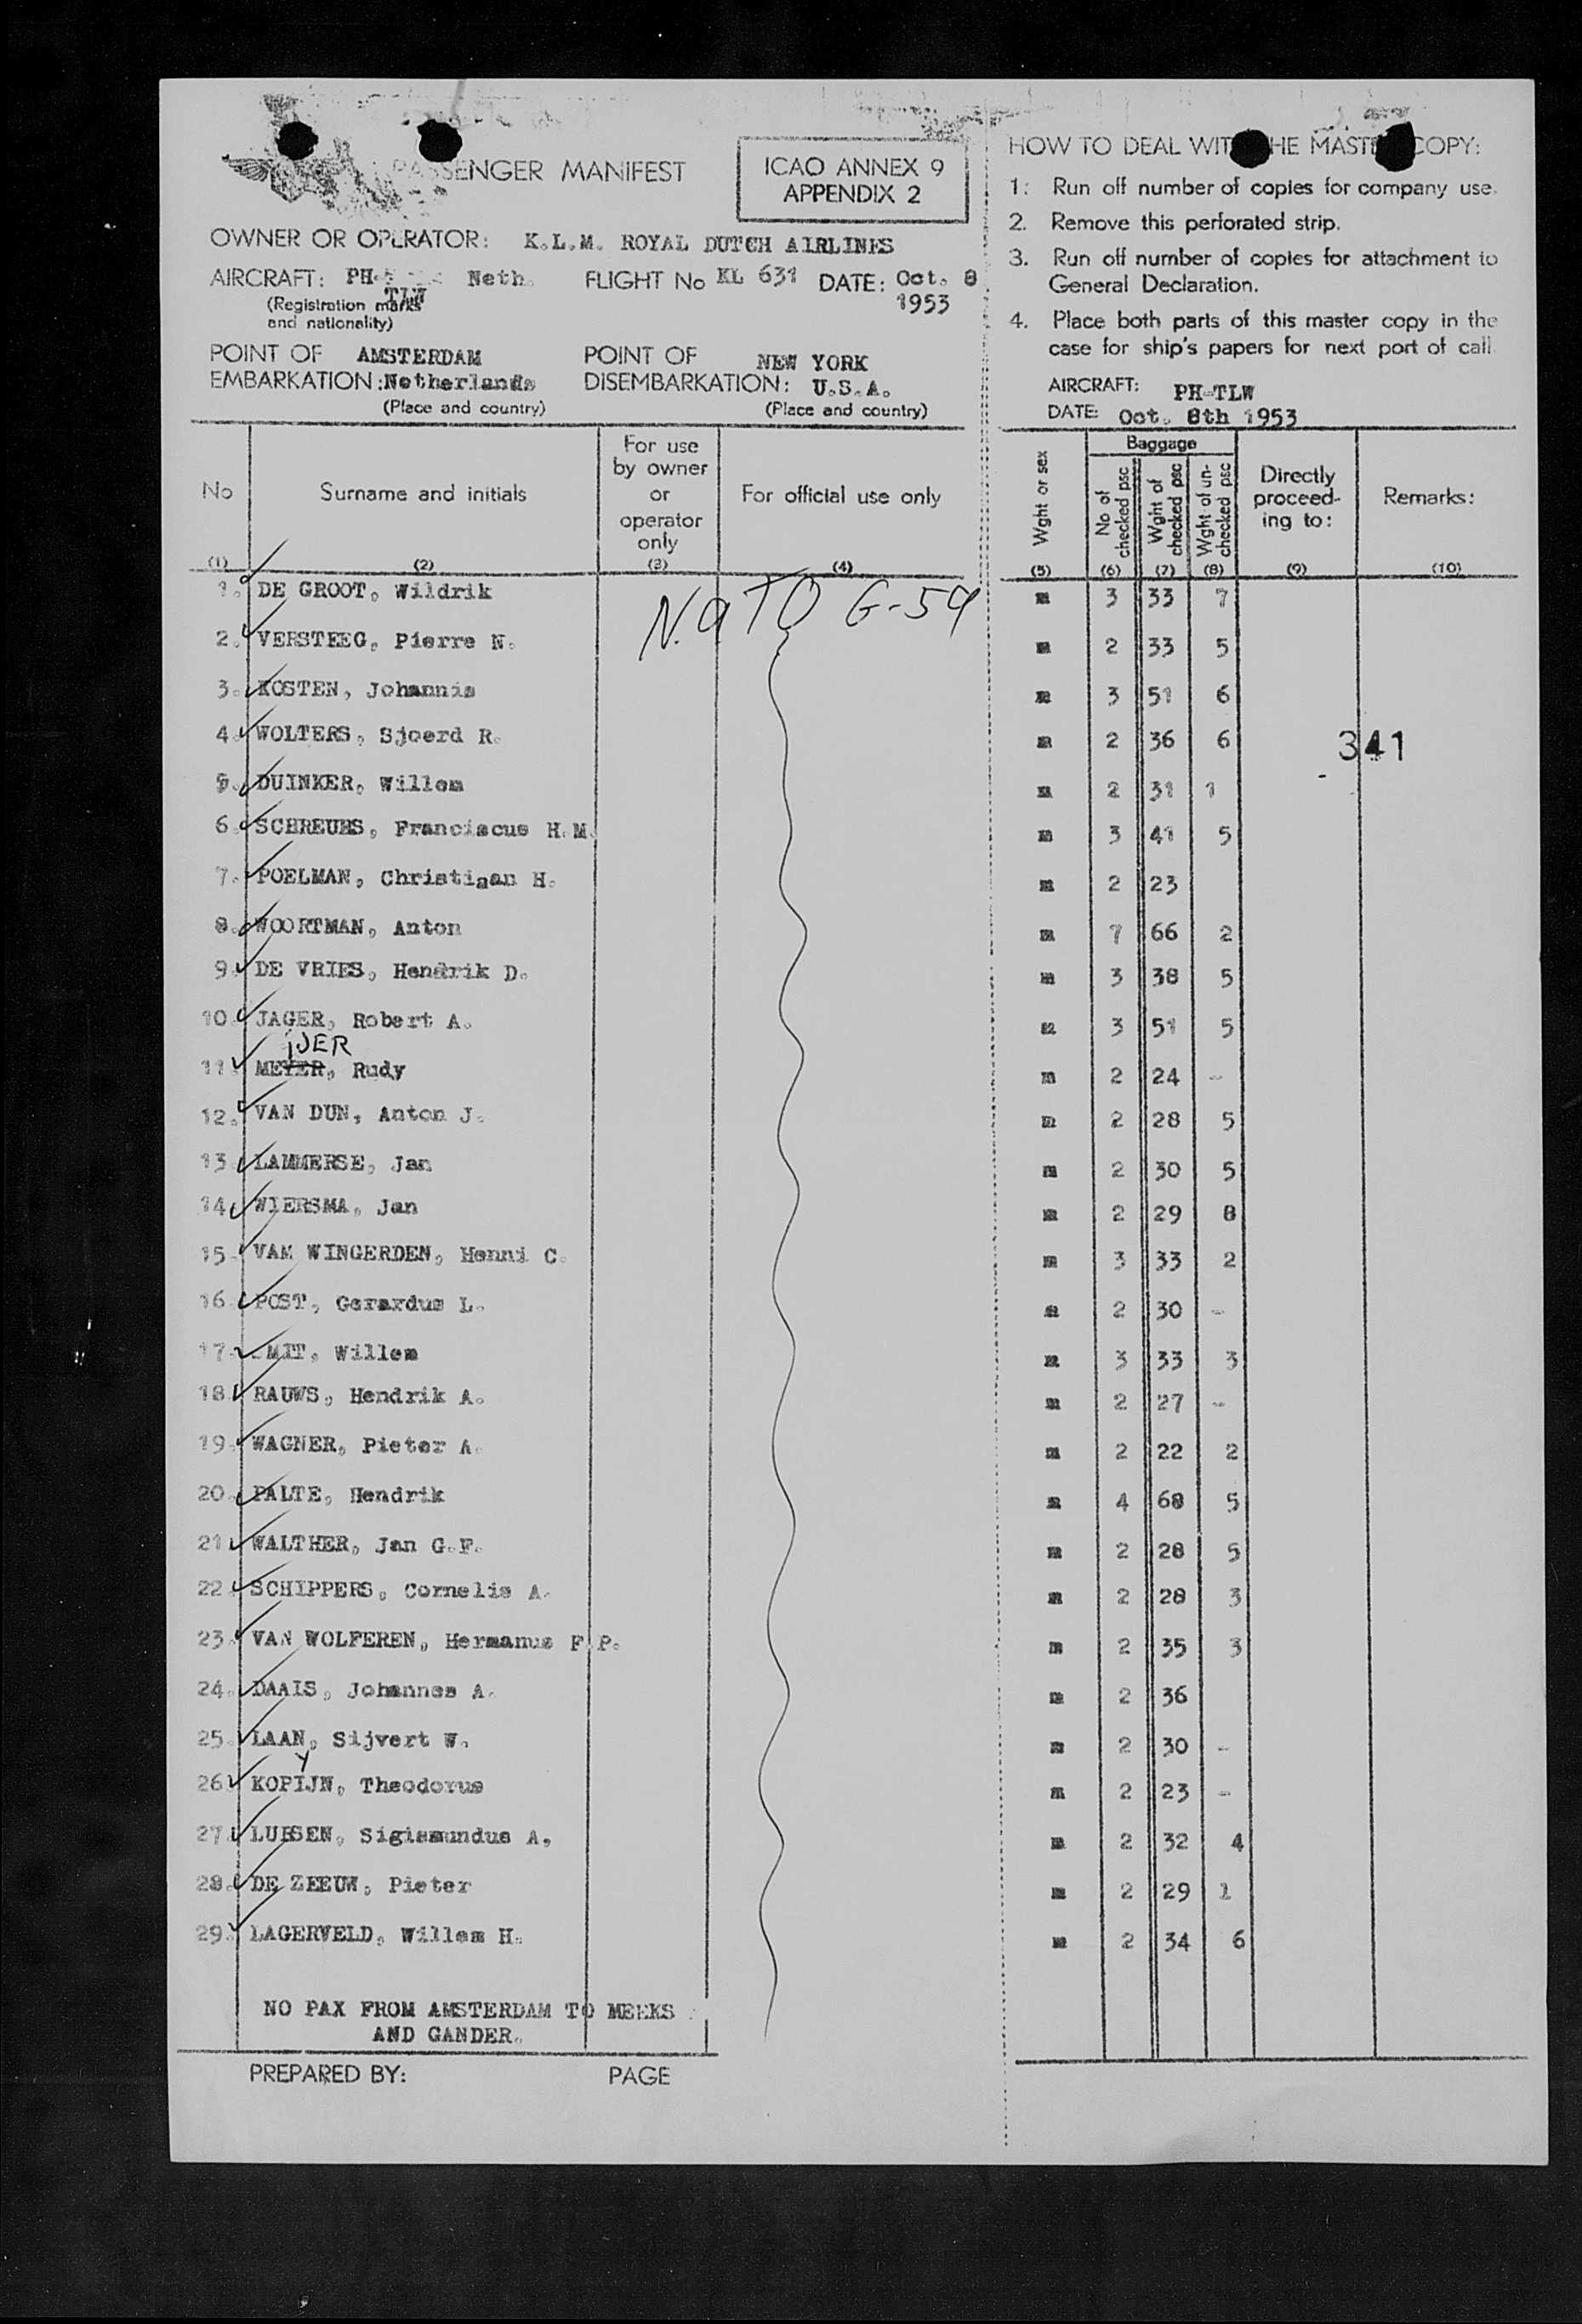 PASSENGER MANIFEST
ICAO ANNEX 9
APPENDIX 2
OWNER OR OPERATOR: K.L.M. ROYAL DUTCH AIRLINES
AIRCRAFT: PH- Neth. FLIGHT No KL 631 DATE: Oct. 8
TLW 1953
(Registration marks
and nationality)
POINT OF AMSTERDAM POINT OF NEW YORK
EMBARKATION: Netherlands DISEMBARKATION: U.S.A.
(Place and country) (Place and country)
HOW TO DEAL WITH THE MASTER COPY:
1. Run off number of copies for company use.
2. Remove this perforated strip.
3. Run off number of copies for attachment to
General Declaration.
4. Place both parts of this master copy in the
case for ship's papers for next port of call
AIRCRAFT: PH-TLW
DATE: Oct. 8th 1953
No
(1)
Surname and initials
(2)
For use
by owner
or
operator
only
(3)
For official use only
(4)
Wght or sex
(5)
Baggage
No of
checked psc
(6)
Wght of
checked psc
(7)
Wght of un-
checked psc
(8)
Directly
proceed-
ing to:
(9)
Remarks:
(10)
NATO G-54
1. DE GROOT, Wildrik m 3 33 7
2. VERSTEEG, Pierre N. m 2 33 5
3. KOSTEN, Johannis m 3 51 6
4. WOLTERS, Sjoerd R. m 2 36 6
341
5. DUINKER, Willem m 2 31 1
6. SCHREURS, Franciscus H.M. m 3 41 5
7. POELMAN, Christiaan H. m 2 23
8. WOORTMAN, Anton m 7 66 2
9. DE VRIES, Hendrik D. m 3 38 5
10. JAGER, Robert A. m 3 51 5
iJER
11. MEYER, Rudy m 2 24 -
12. VAN DUN, Anton J. m 2 28 5
13. LAMMERSE, Jan m 2 30 5
14. WIERSMA, Jan m 2 29 8
15. VAM WINGERDEN, Henni C. m 3 33 2
16. POST, Gerardus L. m 2 30 -
17. SMIT, Willem m 3 33 3
18. RAUWS, Hendrik A. m 2 27 -
19. WAGNER, Pieter A. m 2 22 2
20. PALTE, Hendrik m 4 68 5
21. WALTHER, Jan G.F. m 2 28 5
22. SCHIPPERS, Cornelis A. m 2 28 3
23. VAN WOLFEREN, Hermanus F.P. m 2 35 3
24. DAAIS, Johannes A. m 2 36
25. LAAN, Sijvert W. m 2 30 -
Y
26. KOPIJN, Theodorus m 2 23 -
27. LUBSEN, Sigismundus A, m 2 32 4
28. DE ZEEUW, Pieter m 2 29 1
29. LAGERVELD, Willem H. m 2 34 6
NO PAX FROM AMSTERDAM TO MEEKS
AND GANDER.
PREPARED BY: PAGE